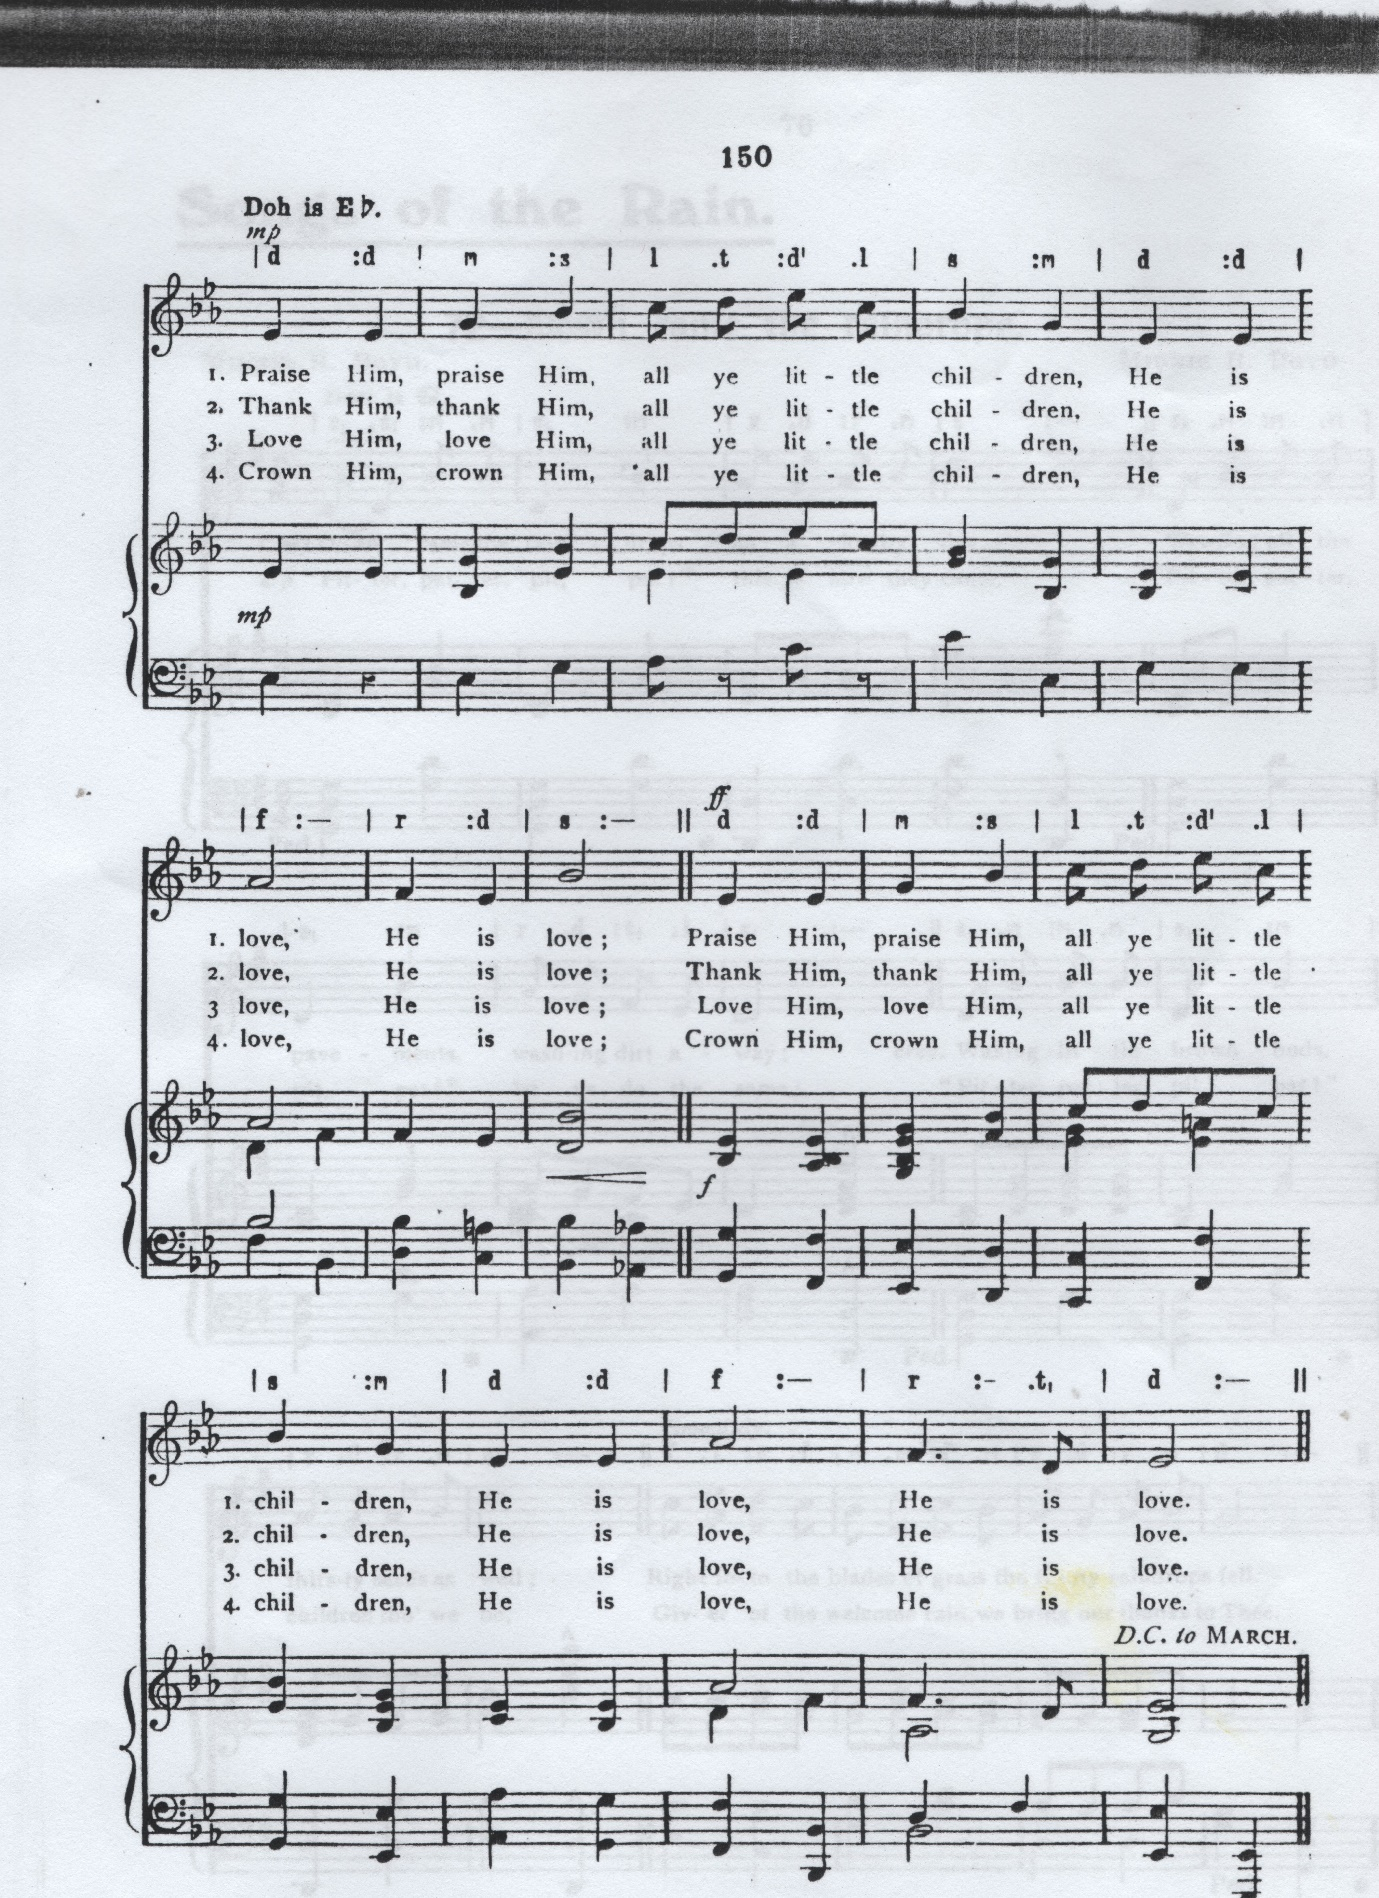 150
Doh is E♭.
mp
| d :d | m :s | l .t :d' .l | s :m | d :d |
1. Praise Him, praise Him, all ye lit - tle chil - dren, He is
2. Thank Him, thank Him, all ye lit - tle chil - dren, He is
3. Love Him, love Him, all ye lit - tle chil - dren, He is
4. Crown Him, crown Him, all ye lit - tle chil - dren, He is
mp
ff
| f :— | r :d | s :— || d :d | m :s | l .t :d' .l |
1. love, He is love ; Praise Him, praise Him, all ye lit - tle
2. love, He is love ; Thank Him, thank Him, all ye lit - tle
3 love, He is love ; Love Him, love Him, all ye lit - tle
4. love, He is love ; Crown Him, crown Him, all ye lit - tle
f
| s :m | d :d | f :— | r :- .t, | d :— ||
1. chil - dren, He is love, He is love.
2. chil - dren, He is love, He is love.
3. chil - dren, He is love, He is love.
4. chil - dren, He is love, He is love.
D.C. to MARCH.